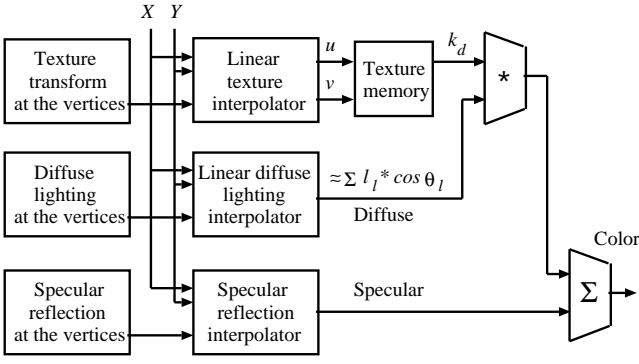 X Y
Texture
transform
at the vertices
Linear
texture
interpolator
u
v
Texture
memory
k_d
*
Diffuse
lighting
at the vertices
Linear diffuse
lighting
interpolator
≈ Σ l_l * cos θ_l
Diffuse
Specular
reflection
at the vertices
Specular
reflection
interpolator
Specular
Σ
Color